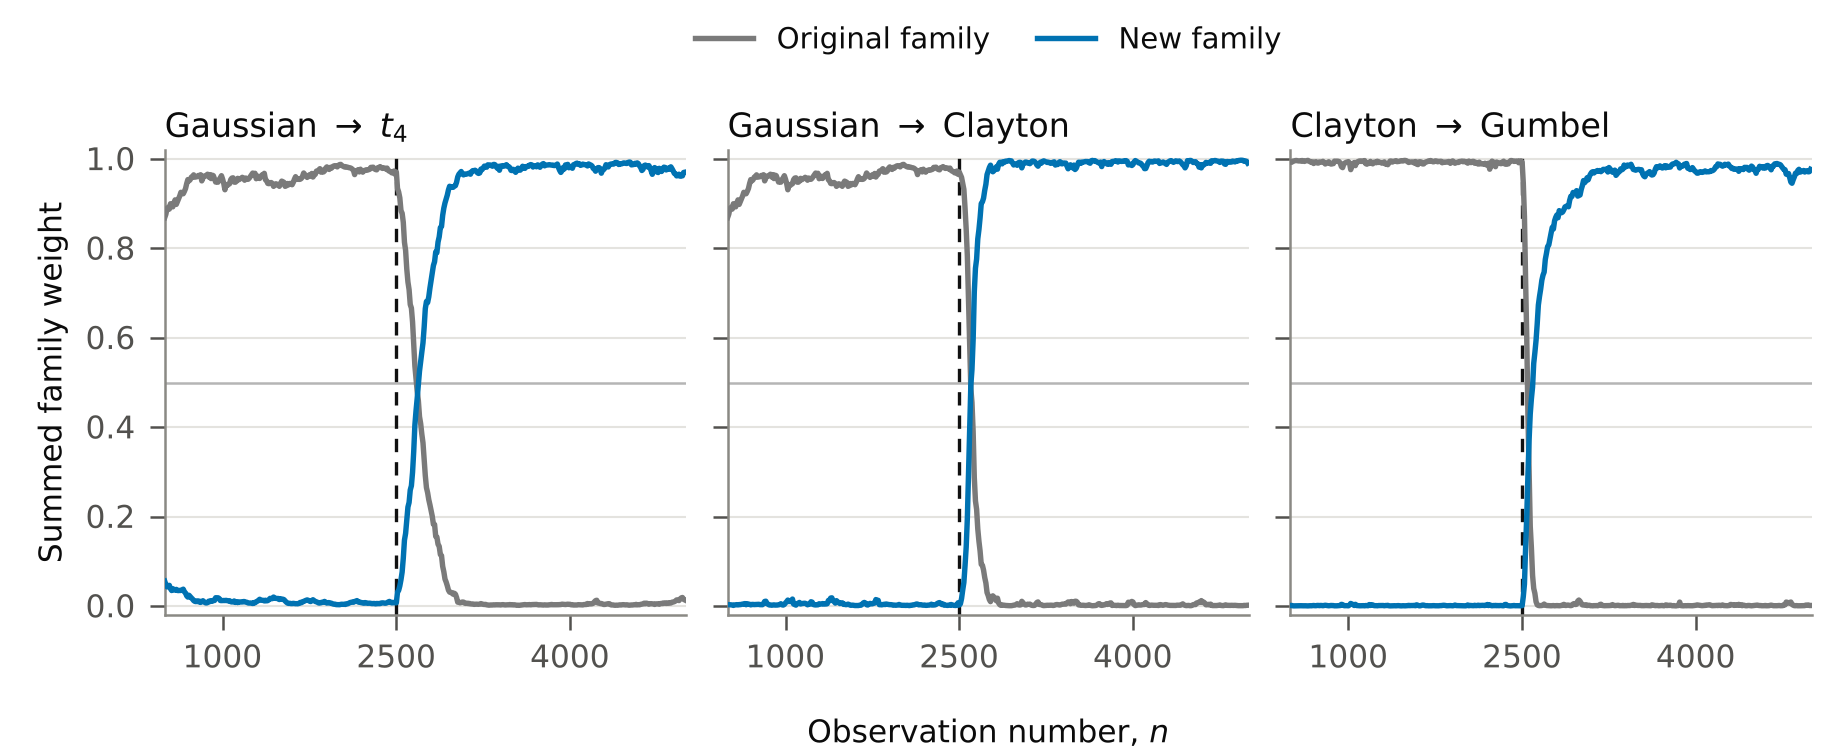 Original family New family
Gaussian → t₄ Gaussian → Clayton Clayton → Gumbel
Summed family weight
1.0
0.8
0.6
0.4
0.2
0.0
1000 2500 4000 1000 2500 4000 1000 2500 4000
Observation number, n